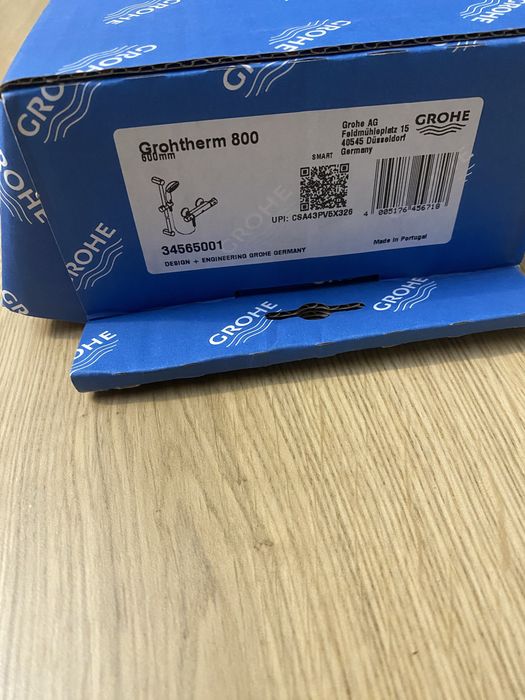 GROHE
GROHE
GROHE
Grohtherm 800
600mm
Grohe AG
Feldmühleplatz 15
40545 Düsseldorf
Germany
GROHE
SMART
UPI: CSA43PV5X326
4 005176 456718
34565001
DESIGN + ENGINEERING GROHE GERMANY
Made in Portugal
GROHE
GROHE
GROHE